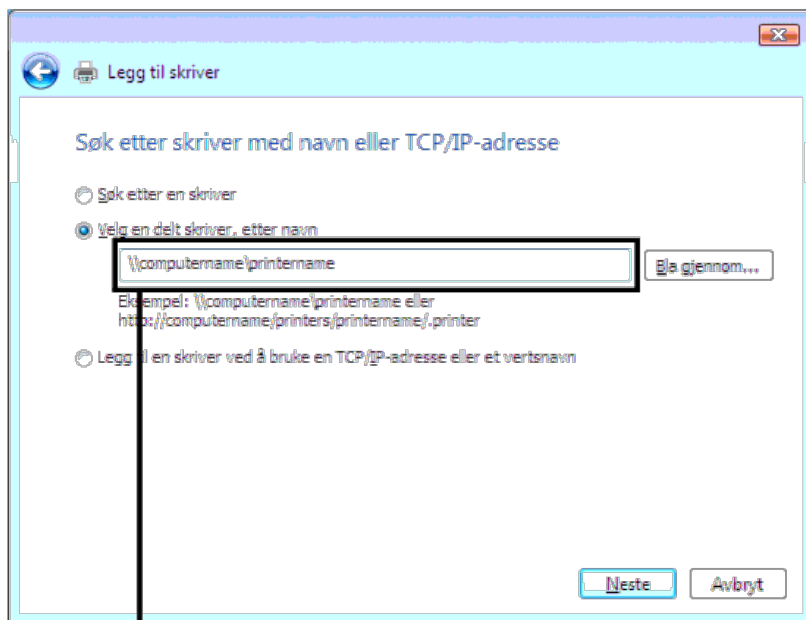 Legg til skriver
Søk etter skriver med navn eller TCP/IP-adresse
Søk etter en skriver
Velg en delt skriver, etter navn
\\computername\printername
Bla gjennom...
Eksempel: \\computername\printername eller
http://computername/printers/printername/.printer
Legg til en skriver ved å bruke en TCP/IP-adresse eller et vertsnavn
Neste
Avbryt